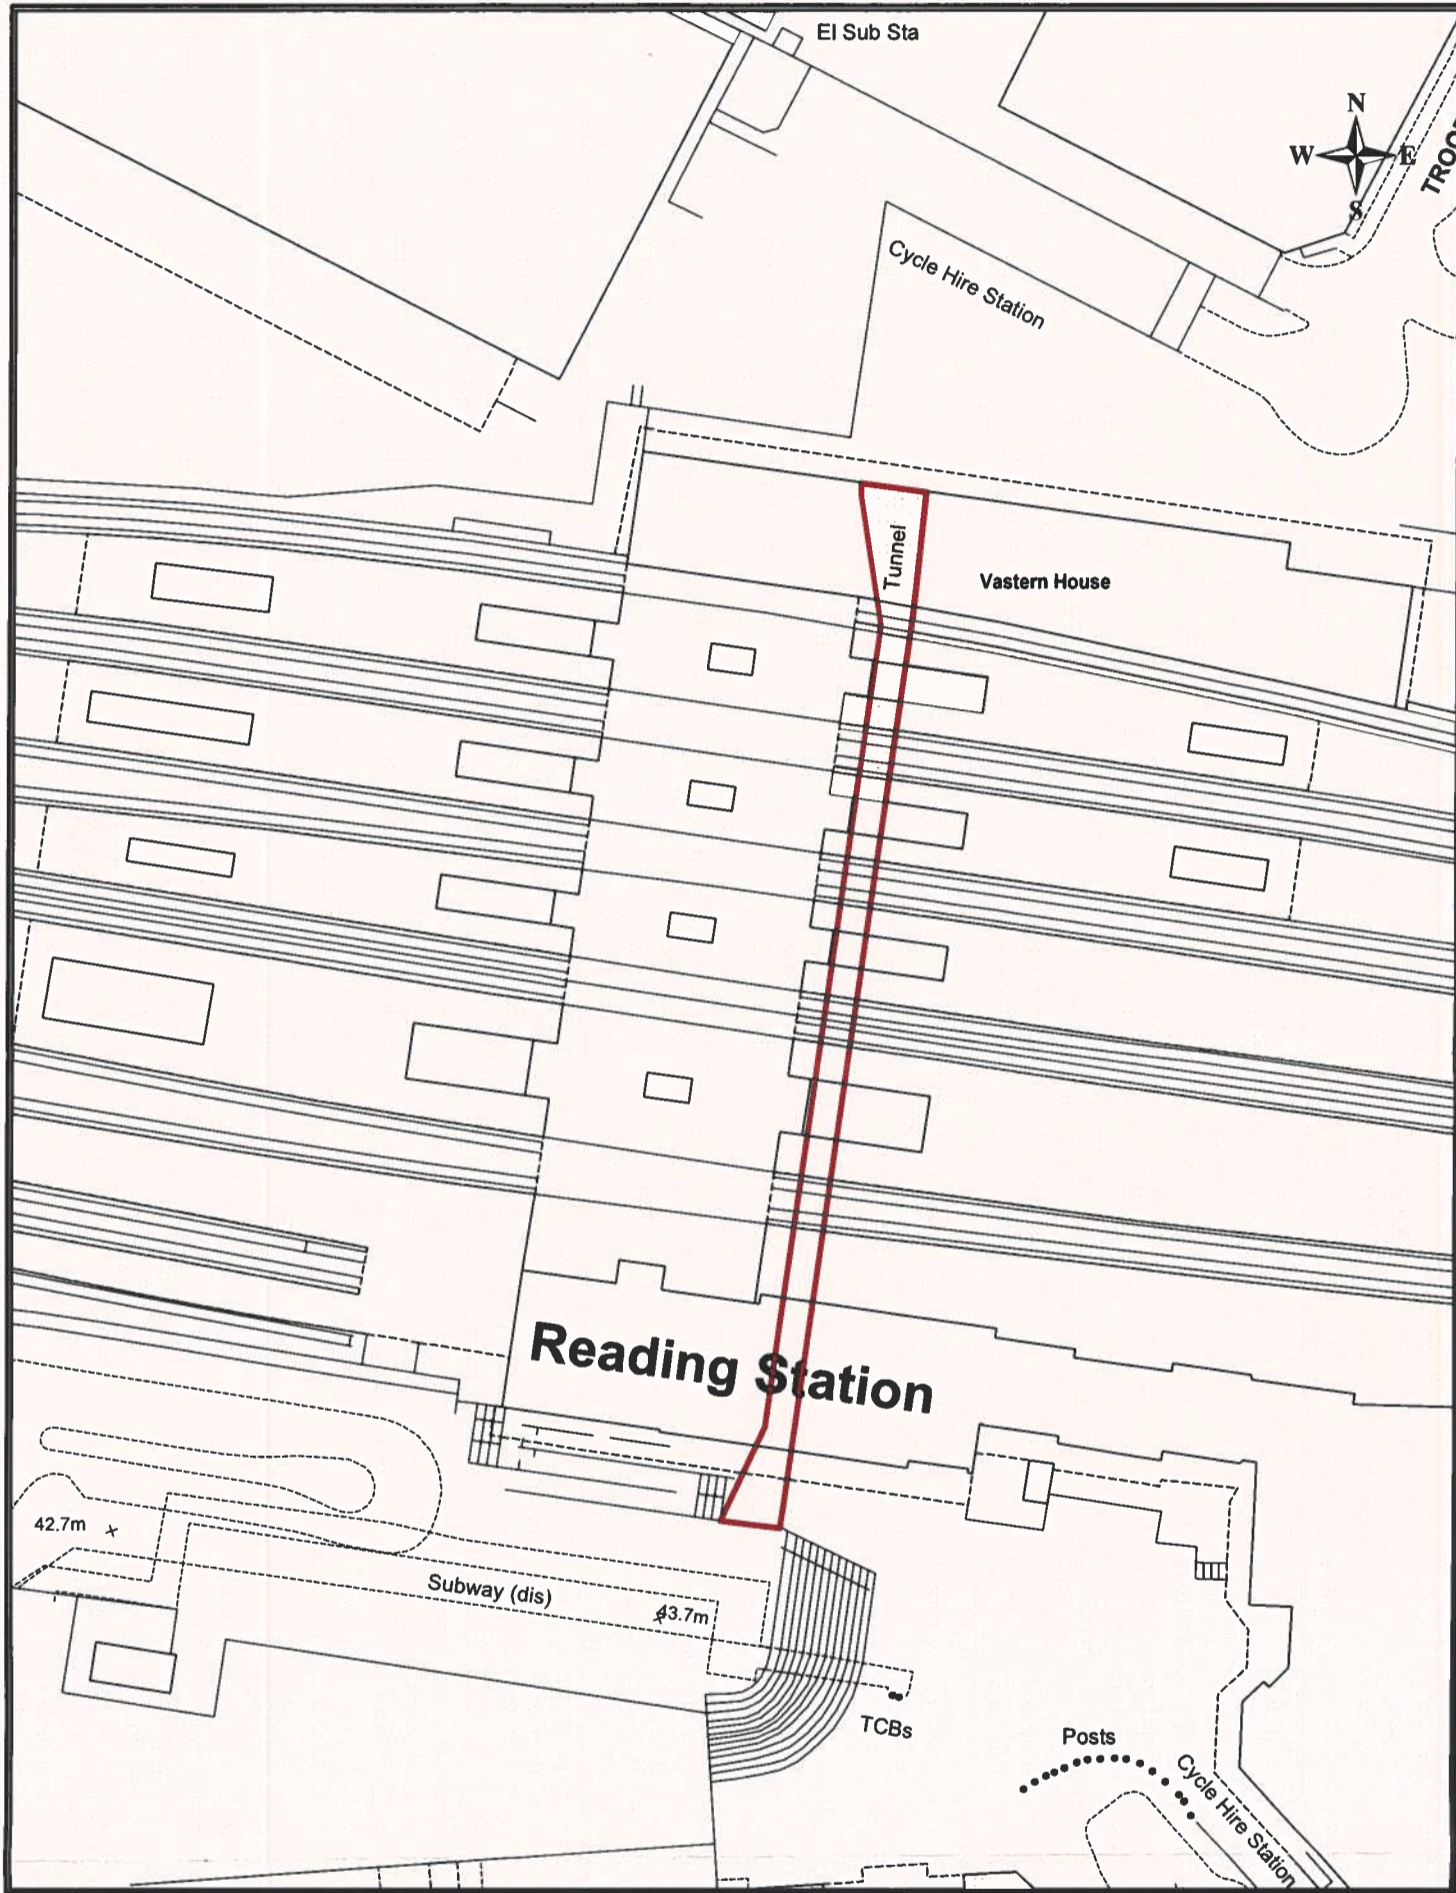 El Sub Sta
N
W E
S
Cycle Hire Station
Tunnel
Vastern House
Reading Station
42.7m
Subway (dis)
43.7m
TCBs
Posts
Cycle Hire Station